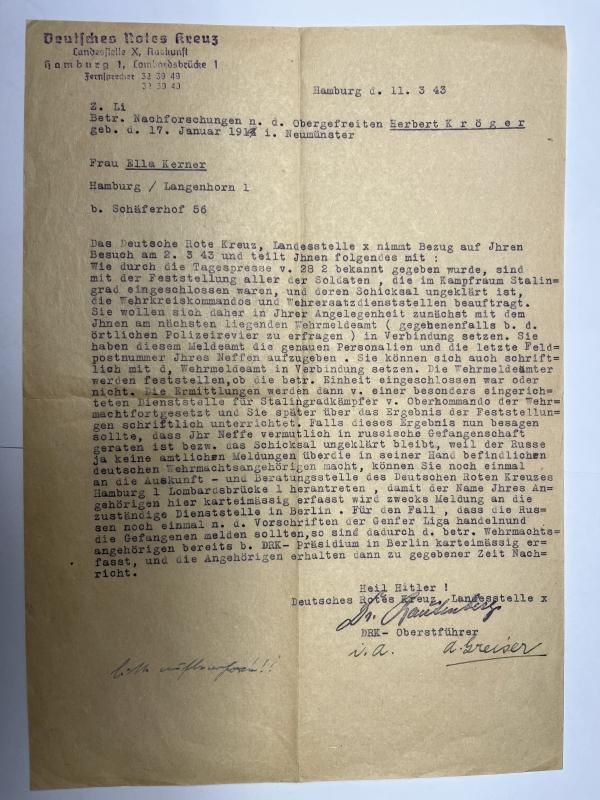 Deutsches Rotes Kreuz
Landesstelle X, Auskunft
Hamburg 1, Lombardsbrücke 1
Fernsprecher 32 39 49
32 39 40
Hamburg d. 11. 3 43
Z. Li
Betr. Nachforschungen n. d. Obergefreiten Herbert K r ö g e r
geb. d. 17. Januar i. Neumünster
Frau Ella Kerner
Hamburg / Langenhorn 1
b. Schäferhof 56
Das Deutsche Rote Kreuz, Landesstelle x nimmt Bezug auf Jhren
Besuch am 2. 3 43 und teilt Jhnen folgendes mit :
Wie durch die Tagespresse v. 28 2 bekannt gegeben wurde, sind
mit der Feststellung aller der Soldaten , die im Kampfraum Stalin=
grad eingeschlossen waren, und deren Schicksal ungeklärt ist,
die Wehrkreiskommandos und Wehrersatzdienststellen beauftragt.
Sie wollen sich daher in Jhrer Angelegenheit zunächst mit dem
Jhnen am nächsten liegenden Wehrmeldeamt ( gegebenenfalls b. d.
örtlichen Polizeirevier zu erfragen ) in Verbindung setzen. Sie
haben diesem Meldeamt die genauen Personalien und die letzte Feld-
postnummer Jhres Neffen aufzugeben . Sie können sich auch schrift-
lich mit d, Wehrmeldeamt in Verbindung setzen. Die Wehrmeldeämter
werden feststellen,ob die betr. Einheit eingeschlossen war oder
nicht. Die Ermittlungen werden dann v. einer besonders eingerich=
teten Dienststelle für Stalingradkämpfer v. Oberkommando der Wehr=
machtfortgesetzt und Sie später über das Ergebnis der Feststellun=
gen schriftlich unterrichtet. Falls dieses Ergebnis nun besagen
sollte, dass Jhr Neffe vermutlich in russische Gefangenschaft
geraten ist bezw. das Schicksal ungeklärt bleibt, weil der Russe
ja keine amtlichen Meldungen überdie in seiner Hand befindlichen
deutschen Wehrmachtsangehörigen macht, können Sie noch einmal
an die Auskunft - und Beratungsstelle des Deutschen Roten Kreuzes
Hamburg 1 Lombardsbrücke 1 herantreten , damit der Name Jhres An=
gehörigen hier karteimässig erfasst wird zwecks Meldung an die
zuständige Dienststelle in Berlin . Für den Fall , dass die Rus=
sen noch einmal n. d. Vorschriften der Genfer Liga handelnund
die Gefangenen melden sollten,so sind dadurch d. betr. Wehrmachts=
angehörigen bereits b. DRK- Präsidium in Berlin karteimässig er=
fasst, und die Angehörigen erhalten dann zu gegebener Zeit Nach=
richt.
Heil Hitler !
Deutsches Rotes Kreuz, Landesstelle x
Dr.
DRK- Oberstführer
i. a. A. Greiser
bitte aufbewahren!!